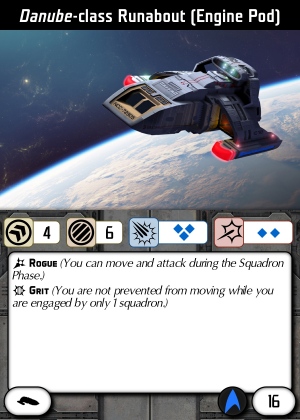 Danube-class Runabout (Engine Pod)
4
6
Rogue (You can move and attack during the Squadron
Phase.)
Grit (You are not prevented from moving while you
are engaged by only 1 squadron.)
16